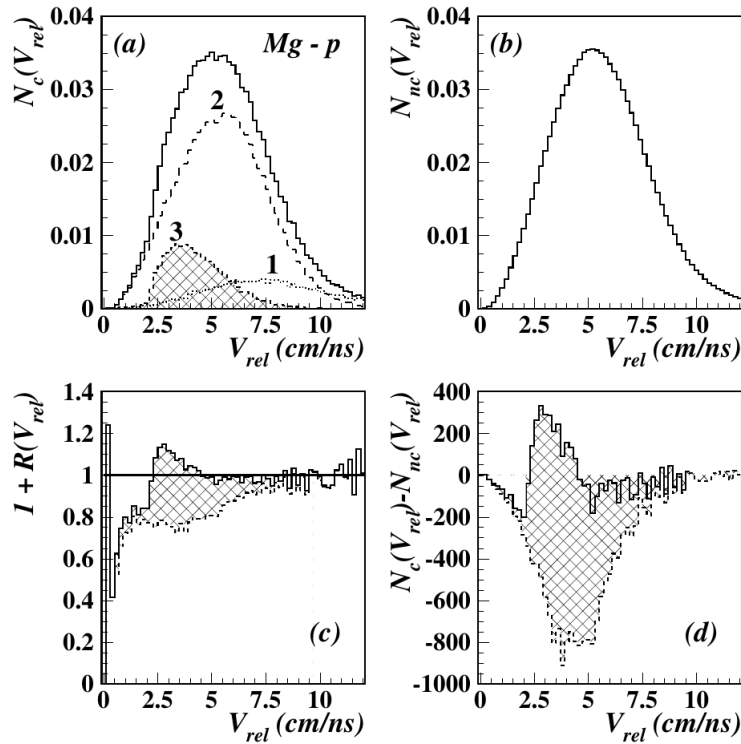 (a)
Mg - p
N_c(V_rel)
0.04
0.03
0.02
0.01
0
2
3
1
0 2.5 5 7.5 10
V_rel (cm/ns)
(b)
N_nc(V_rel)
0.04
0.03
0.02
0.01
0
0 2.5 5 7.5 10
V_rel (cm/ns)
1 + R(V_rel)
1.4
1.2
1
0.8
0.6
0.4
0.2
0
(c)
0 2.5 5 7.5 10
V_rel (cm/ns)
N_c(V_rel)-N_nc(V_rel)
400
200
0
-200
-400
-600
-800
-1000
(d)
0 2.5 5 7.5 10
V_rel (cm/ns)